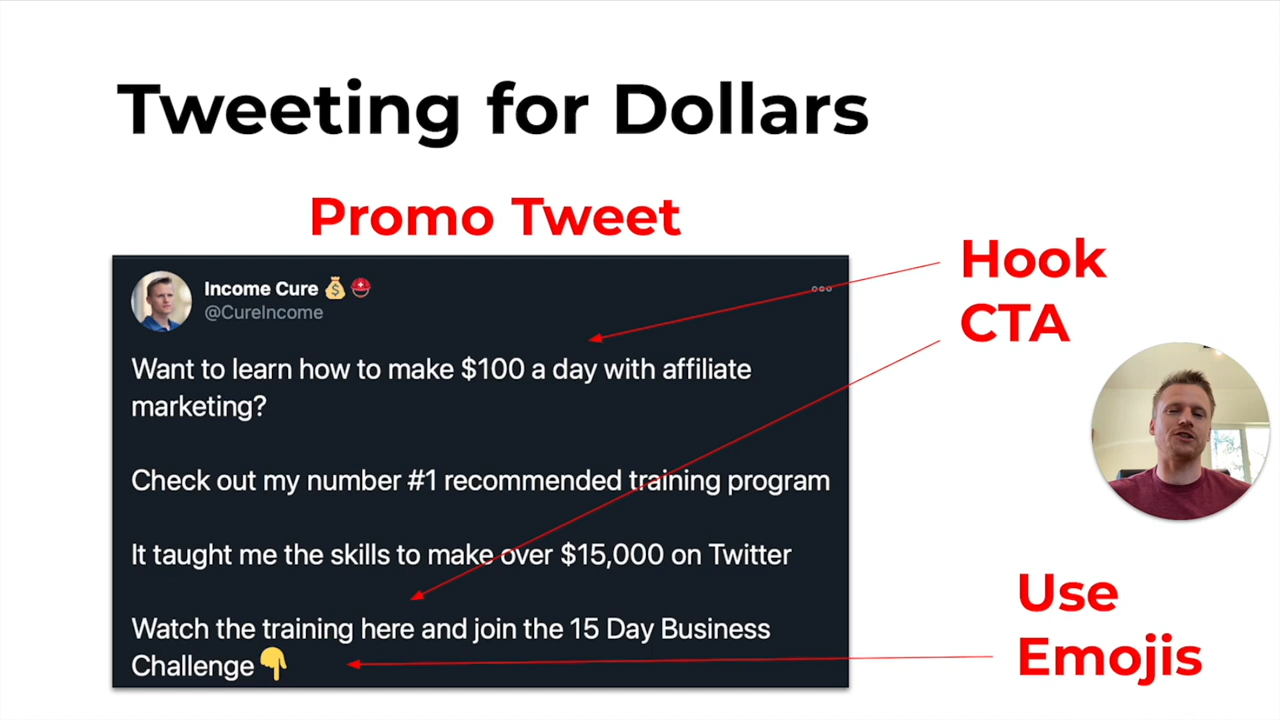 Tweeting for Dollars
Promo Tweet
Income Cure 💰⛑️
@CureIncome
Want to learn how to make $100 a day with affiliate
marketing?
Check out my number #1 recommended training program
It taught me the skills to make over $15,000 on Twitter
Watch the training here and join the 15 Day Business
Challenge👇
Hook
CTA
Use
Emojis